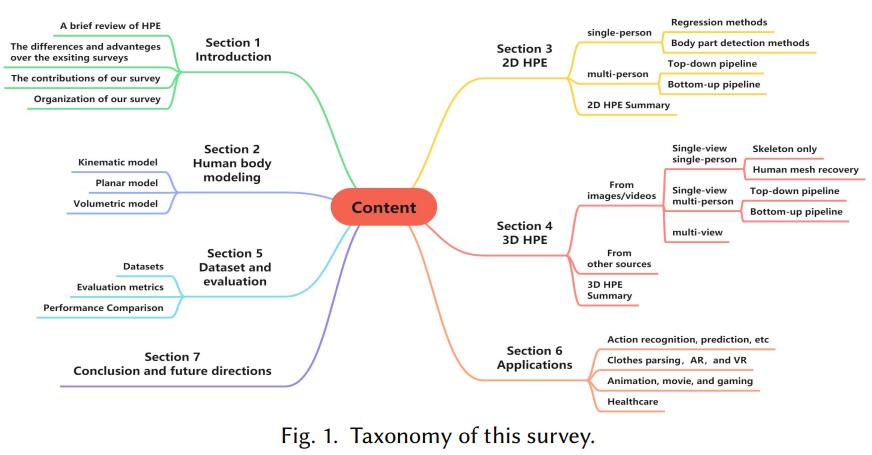 A brief review of HPE
The differences and advanteges
over the exsiting surveys
The contributions of our survey
Organization of our survey
Section 1
Introduction
Kinematic model
Planar model
Volumetric model
Section 2
Human body
modeling
Datasets
Evaluation metrics
Performance Comparison
Section 5
Dataset and
evaluation
Section 7
Conclusion and future directions
Content
Section 3
2D HPE
single-person
Regression methods
Body part detection methods
multi-person
Top-down pipeline
Bottom-up pipeline
2D HPE Summary
Section 4
3D HPE
From
images/videos
Single-view
single-person
Skeleton only
Human mesh recovery
Single-view
multi-person
Top-down pipeline
Bottom-up pipeline
multi-view
From
other sources
3D HPE
Summary
Section 6
Applications
Action recognition, prediction, etc
Clothes parsing, AR, and VR
Animation, movie, and gaming
Healthcare
Fig. 1. Taxonomy of this survey.